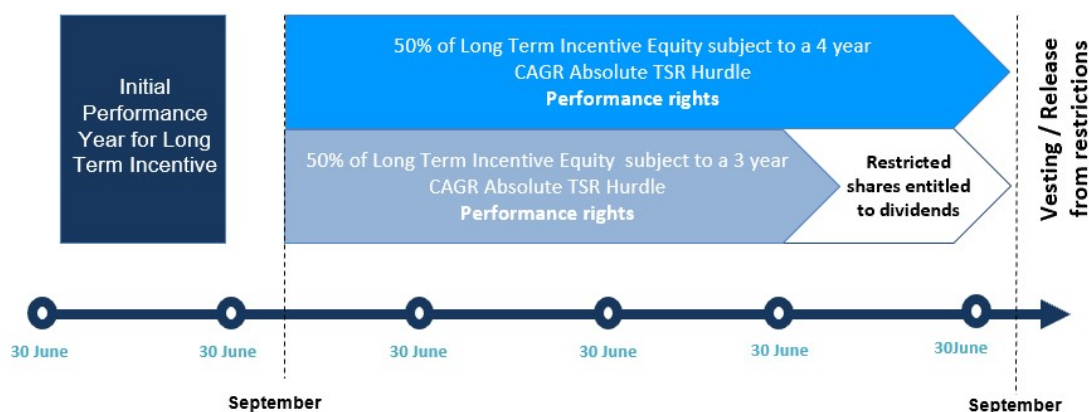 Initial
Performance
Year for Long
Term Incentive
50% of Long Term Incentive Equity subject to a 4 year
CAGR Absolute TSR Hurdle
Performance rights
50% of Long Term Incentive Equity subject to a 3 year
CAGR Absolute TSR Hurdle
Performance rights
Restricted
shares entitled
to dividends
Vesting / Release
from restrictions
30 June
30 June
30 June
30 June
30 June
30June
September
September